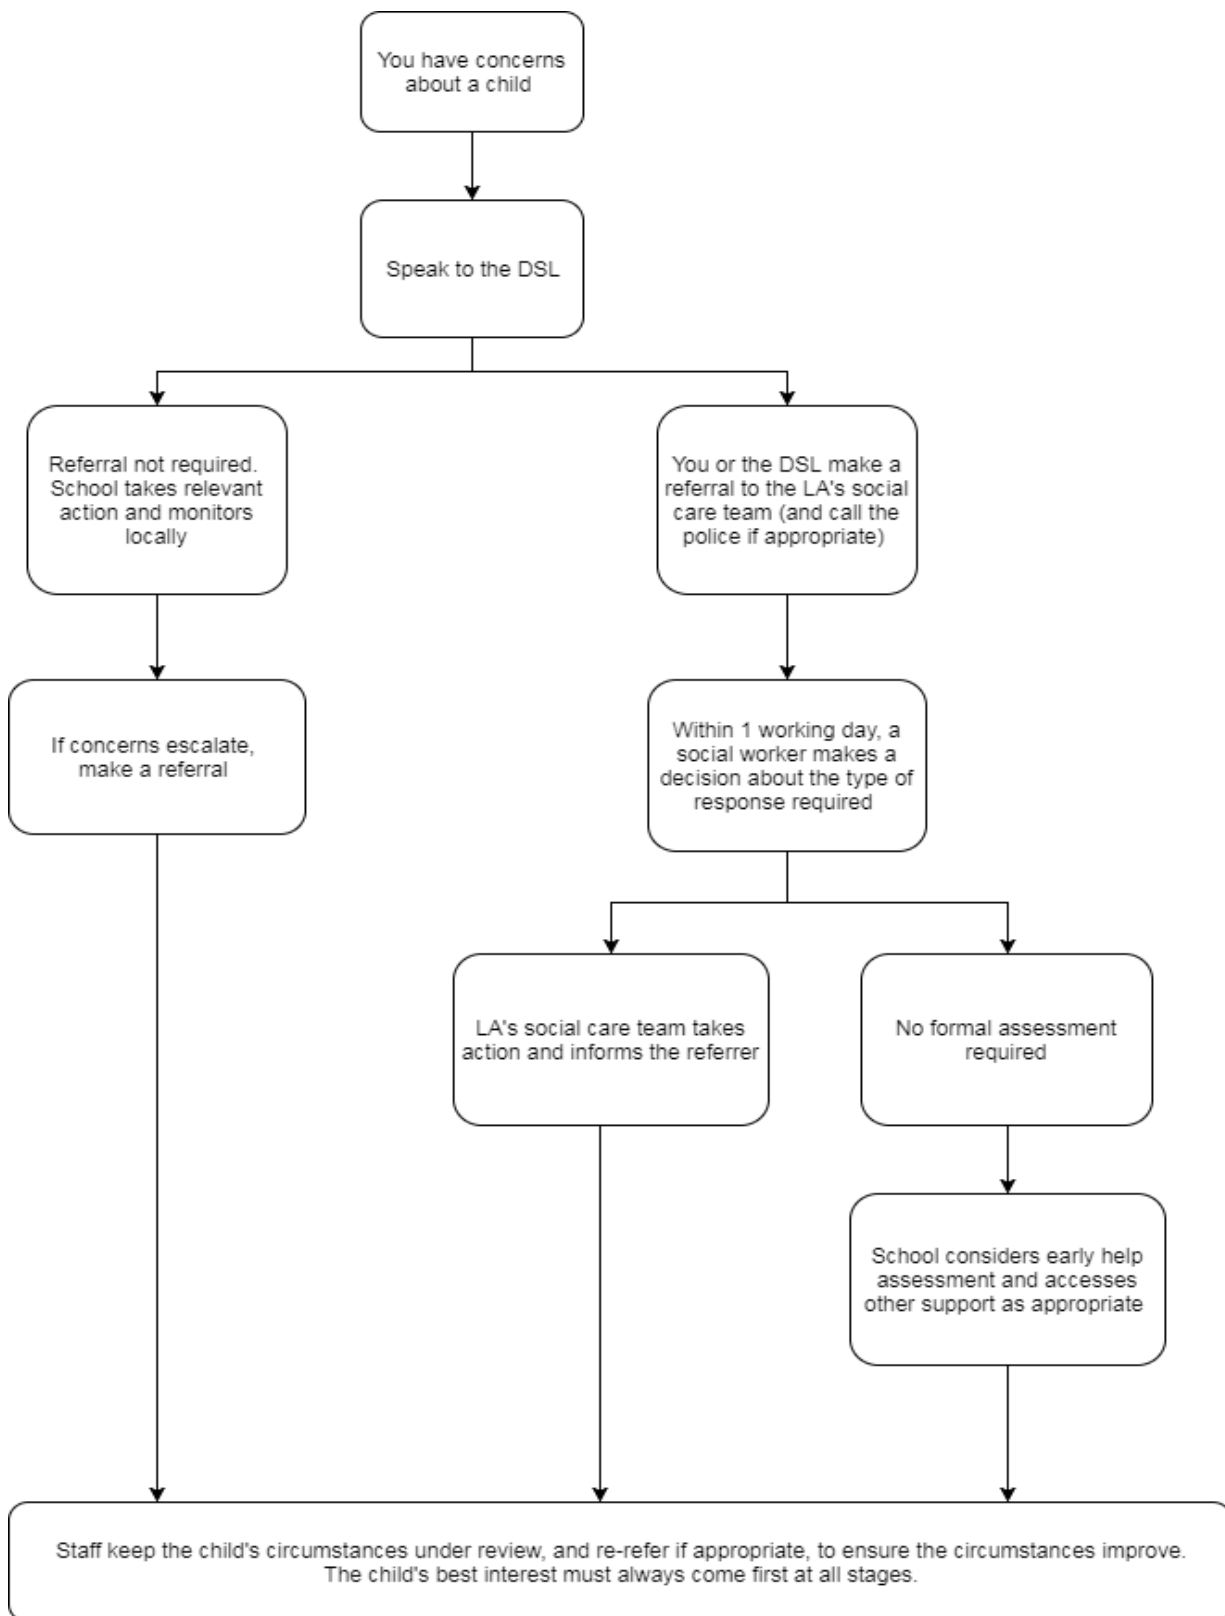 You have concerns
about a child
Speak to the DSL
Referral not required.
School takes relevant
action and monitors
locally
You or the DSL make a
referral to the LA's social
care team (and call the
police if appropriate)
If concerns escalate,
make a referral
Within 1 working day, a
social worker makes a
decision about the type of
response required
LA's social care team takes
action and informs the referrer
No formal assessment
required
School considers early help
assessment and accesses
other support as appropriate
Staff keep the child's circumstances under review, and re-refer if appropriate, to ensure the circumstances improve.
The child's best interest must always come first at all stages.